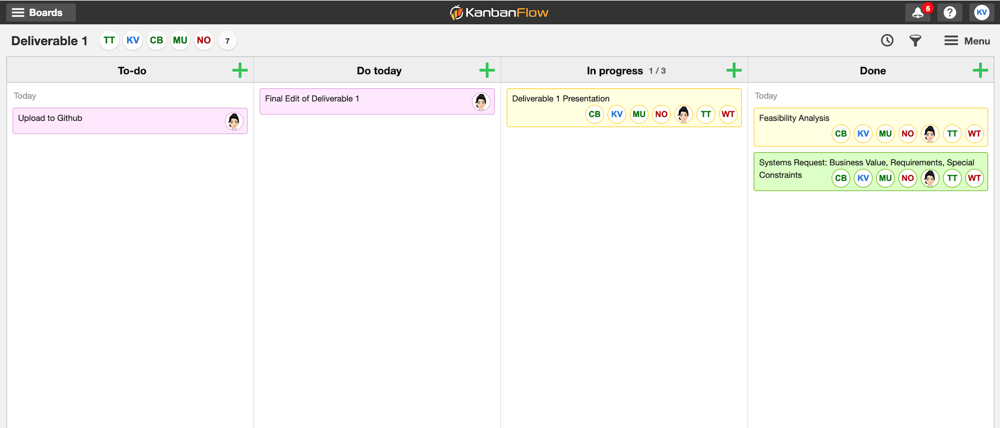 Boards
KanbanFlow
5
?
KV
Deliverable 1
TT KV CB MU NO 7
Menu
To-do
Today
Upload to Github
Do today
Final Edit of Deliverable 1
In progress 1 / 3
Deliverable 1 Presentation
CB KV MU NO TT WT
Done
Today
Feasibility Analysis
CB KV MU NO TT WT
Systems Request: Business Value, Requirements, Special
Constraints
CB KV MU NO TT WT